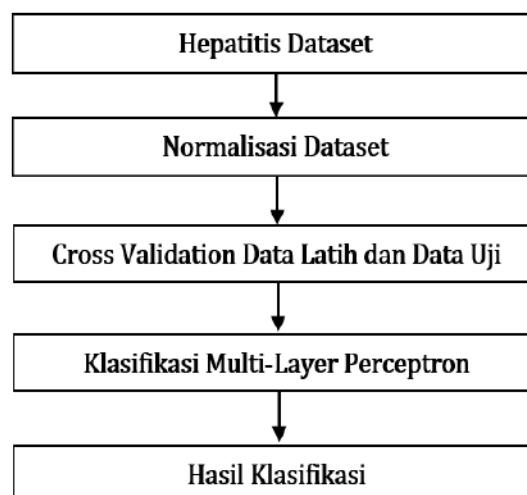 Hepatitis Dataset
Normalisasi Dataset
Cross Validation Data Latih dan Data Uji
Klasifikasi Multi-Layer Perceptron
Hasil Klasifikasi